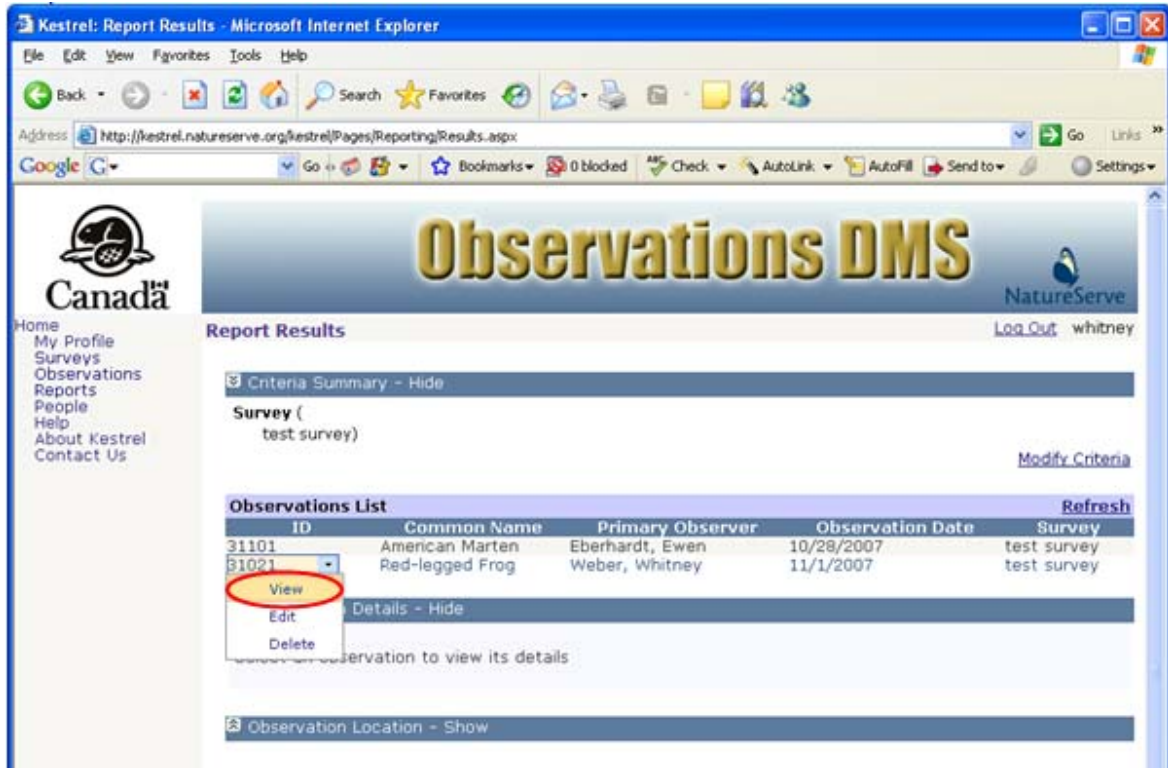 Kestrel: Report Results - Microsoft Internet Explorer
File Edit View Favorites Tools Help
Back Search Favorites
Address http://kestrel.natureserve.org/kestrel/Pages/Reporting/Results.aspx Go Links »
Google G Go Bookmarks 0 blocked ABC Check AutoLink AutoFill Send to Settings
Observations DMS
Canada
NatureServe
Home
My Profile
Surveys
Observations
Reports
People
Help
About Kestrel
Contact Us
Report Results
Log Out whitney
Criteria Summary - Hide
Survey (
test survey)
Modify Criteria
Observations List Refresh
ID Common Name Primary Observer Observation Date Survey
31101 American Marten Eberhardt, Ewen 10/28/2007 test survey
31021 Red-legged Frog Weber, Whitney 11/1/2007 test survey
View
Edit
Delete
Details - Hide
observation to view its details
Observation Location - Show